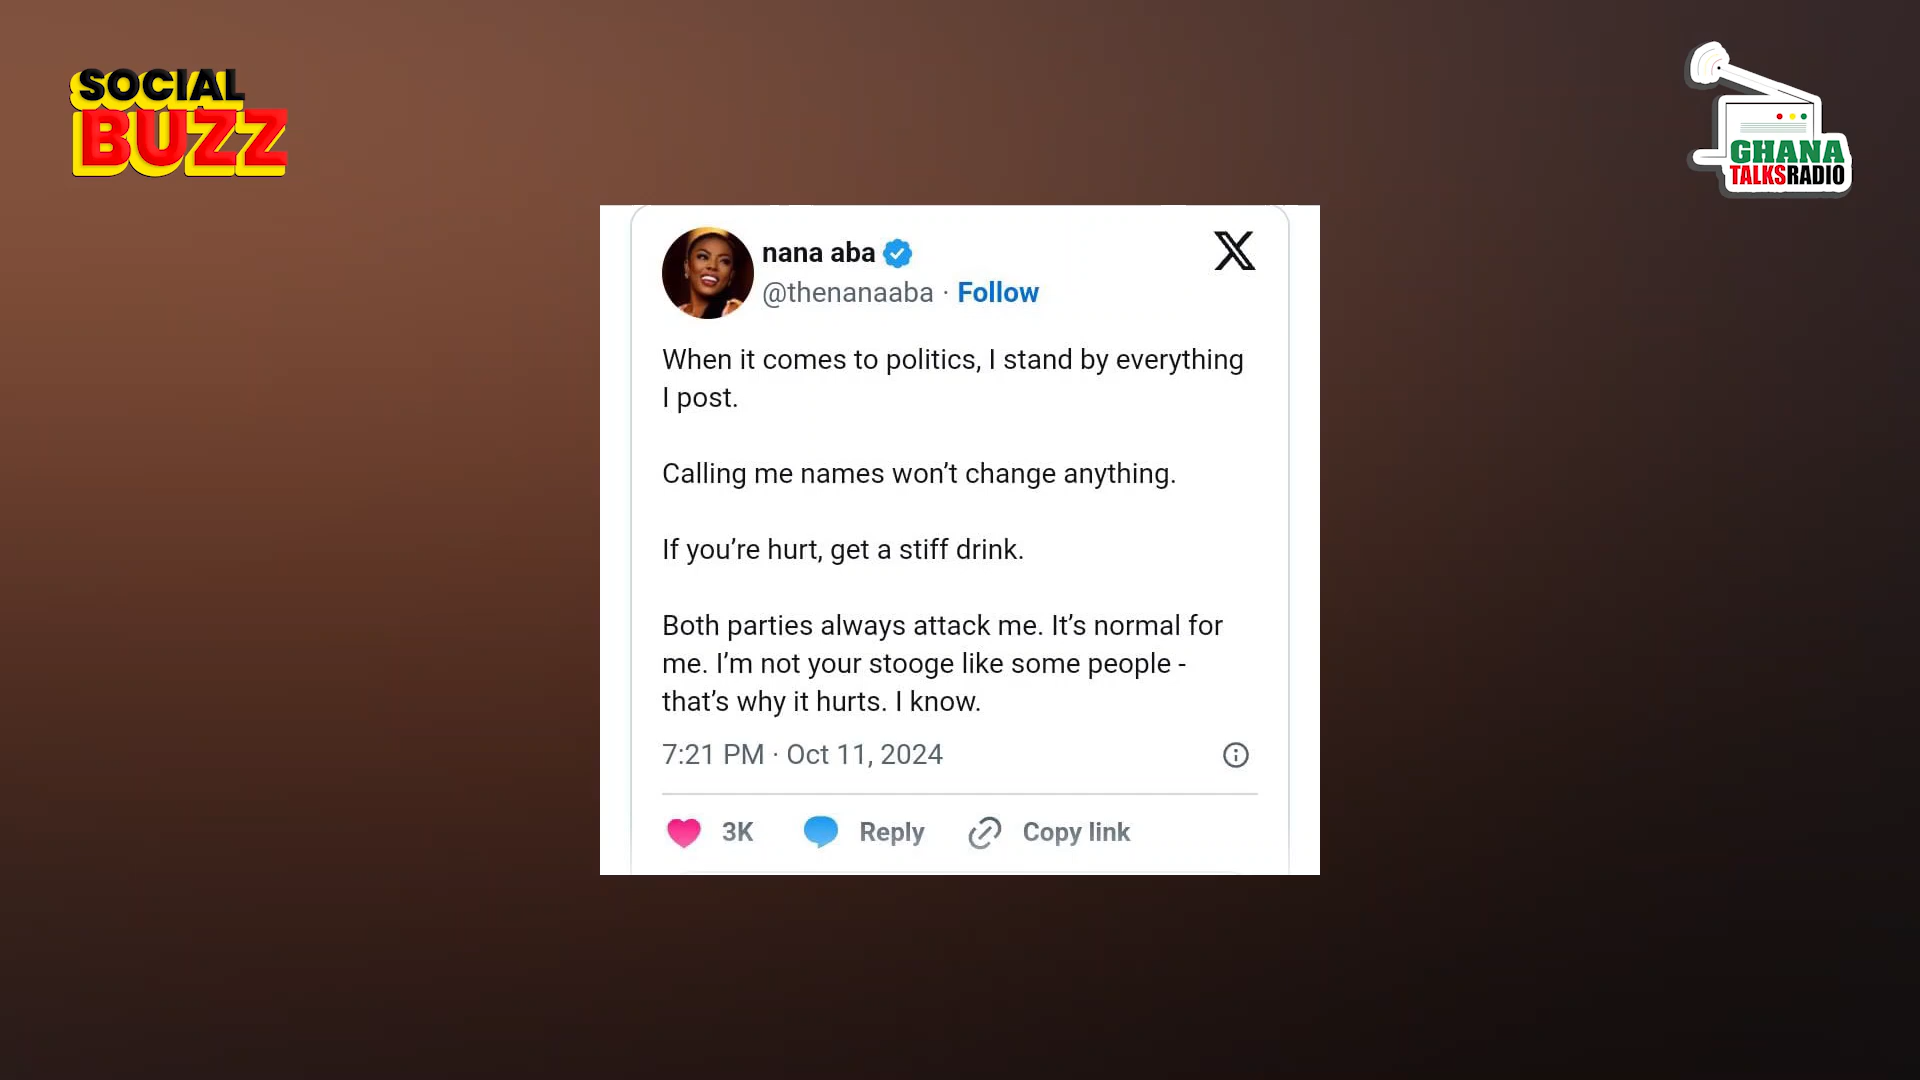 SOCIAL
BUZZ
GHANA
TALKSRADIO
nana aba
@thenanaaba · Follow
When it comes to politics, I stand by everything
I post.
Calling me names won’t change anything.
If you’re hurt, get a stiff drink.
Both parties always attack me. It’s normal for
me. I’m not your stooge like some people -
that’s why it hurts. I know.
7:21 PM · Oct 11, 2024
3K Reply Copy link